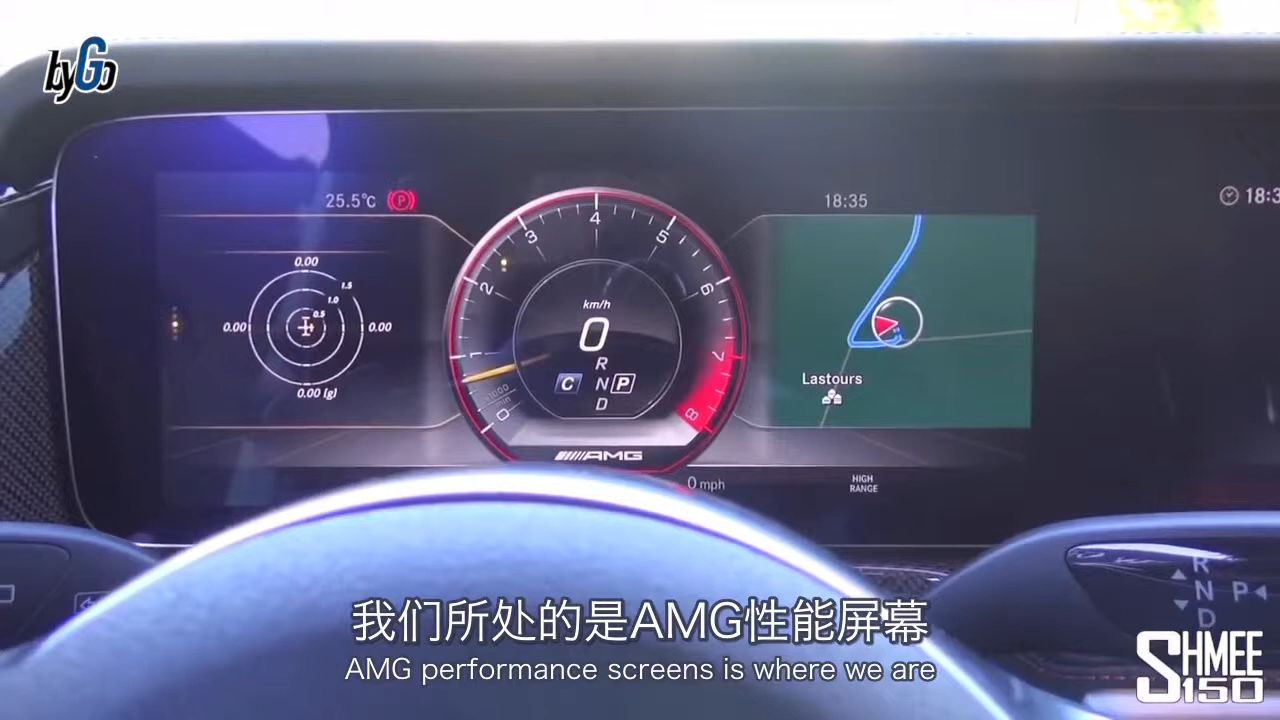 byGo
25.5°C P
18:35
18:3
0.00
1.5
1.0
0.5
0.00
0.00
0.00 (g)
0
1
2
3
4
5
6
7
8
x1000
min
km/h
0
R
C N P
D
AMG
Lastours
0 mph
HIGH
RANGE
R
N P
D
我们所处的是AMG性能屏幕
AMG performance screens is where we are
SHMEE
150